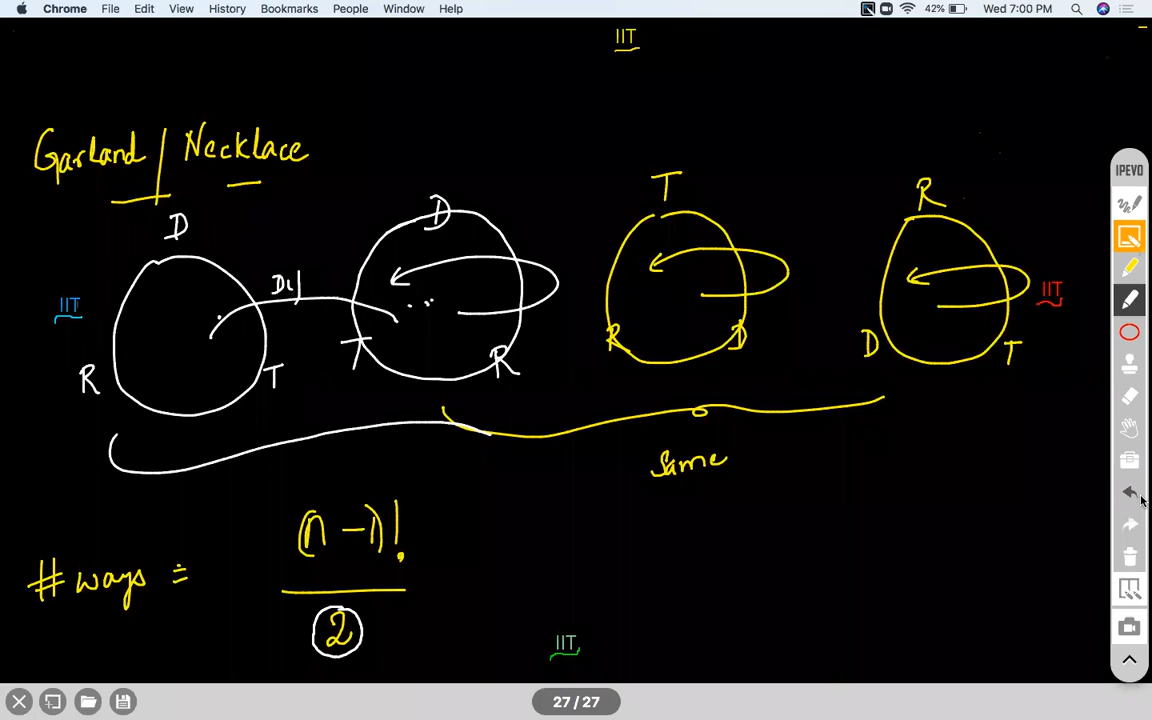 Chrome File Edit View History Bookmarks People Window Help 42% Wed 7:00 PM
IIT
Garland / Necklace
IPEVO
D D T R
IIT
IIT
R T T R R D D T
Same
(n-1)!
#ways =
2
IIT
27 / 27